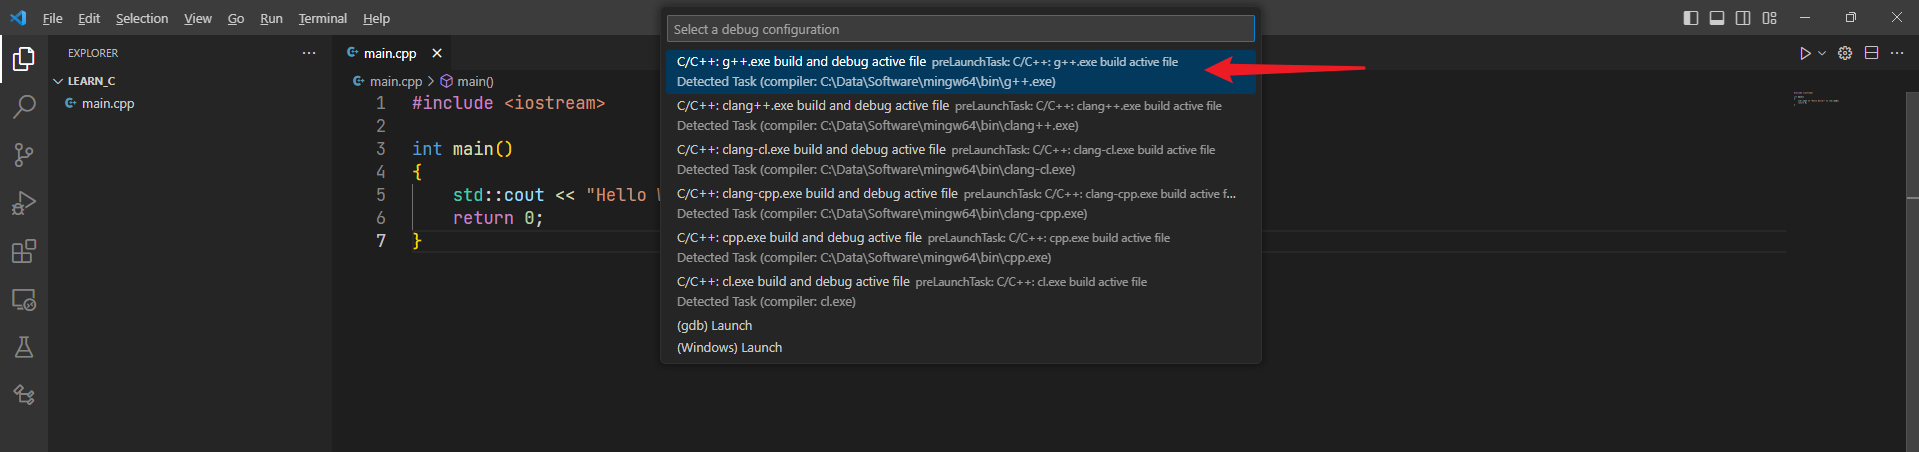 File Edit Selection View Go Run Terminal Help
Select a debug configuration
C/C++: g++.exe build and debug active file preLaunchTask: C/C++: g++.exe build active file
Detected Task (compiler: C:\Data\Software\mingw64\bin\g++.exe)
C/C++: clang++.exe build and debug active file preLaunchTask: C/C++: clang++.exe build active file
Detected Task (compiler: C:\Data\Software\mingw64\bin\clang++.exe)
C/C++: clang-cl.exe build and debug active file preLaunchTask: C/C++: clang-cl.exe build active file
Detected Task (compiler: C:\Data\Software\mingw64\bin\clang-cl.exe)
C/C++: clang-cpp.exe build and debug active file preLaunchTask: C/C++: clang-cpp.exe build active f...
Detected Task (compiler: C:\Data\Software\mingw64\bin\clang-cpp.exe)
C/C++: cpp.exe build and debug active file preLaunchTask: C/C++: cpp.exe build active file
Detected Task (compiler: C:\Data\Software\mingw64\bin\cpp.exe)
C/C++: cl.exe build and debug active file preLaunchTask: C/C++: cl.exe build active file
Detected Task (compiler: cl.exe)
(gdb) Launch
(Windows) Launch
EXPLORER
LEARN_C
main.cpp
main.cpp
main.cpp > main()
1 #include <iostream>
2
3 int main()
4 {
5 std::cout << "Hello
6 return 0;
7 }